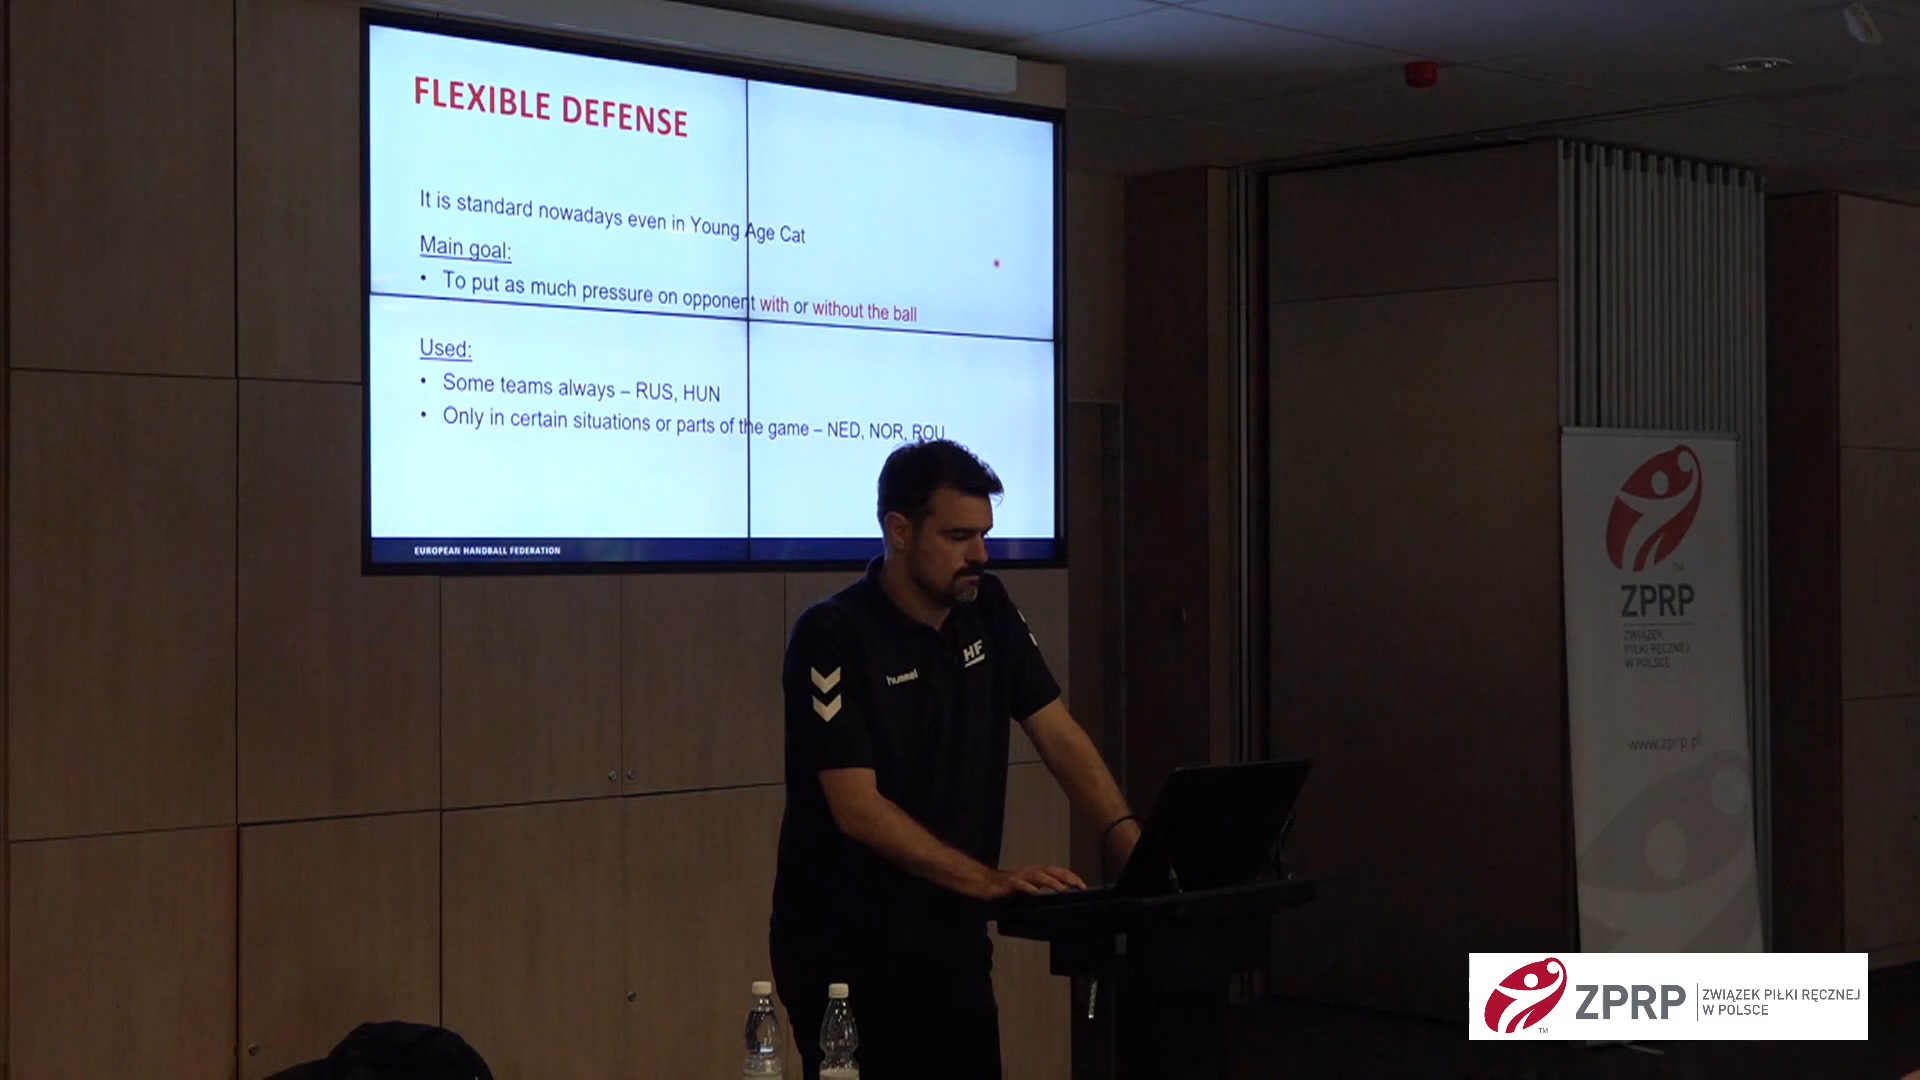 FLEXIBLE DEFENSE
It is standard nowadays even in Young Age Cat
Main goal:
• To put as much pressure on opponent with or without the ball
Used:
• Some teams always – RUS, HUN
• Only in certain situations or parts of the game – NED, NOR, ROU
EUROPEAN HANDBALL FEDERATION
hummel
HF
TM
ZPRP
ZWIĄZEK
PIŁKI RĘCZNEJ
W POLSCE
www.zprp.pl
TM
ZPRP
ZWIĄZEK PIŁKI RĘCZNEJ
W POLSCE